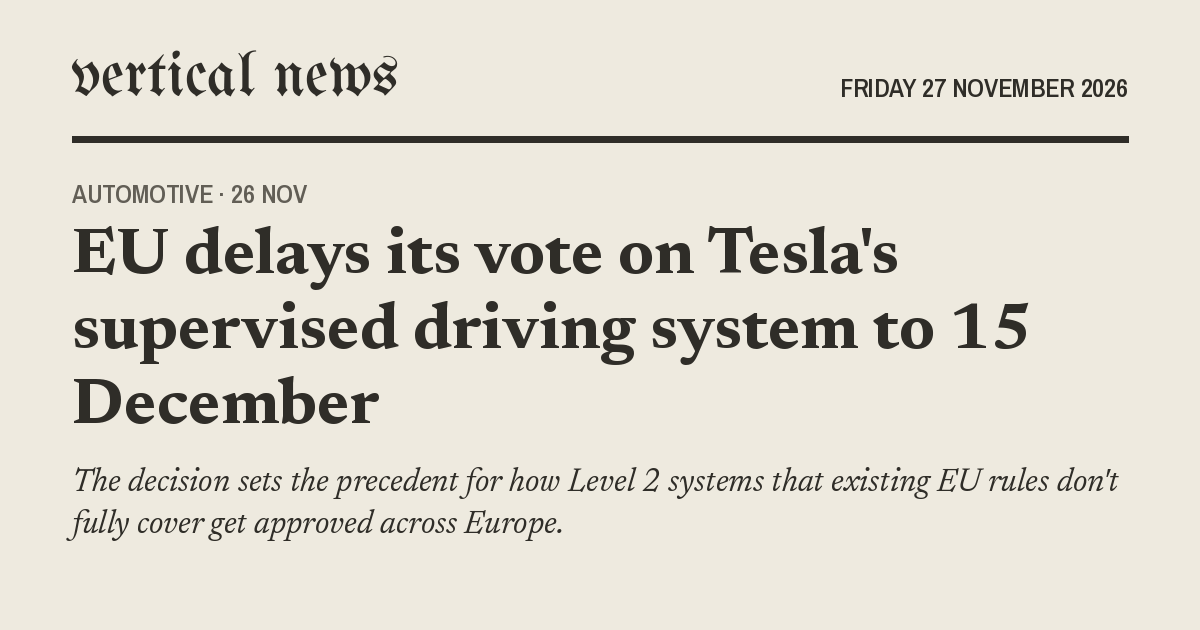 vertical news
FRIDAY 27 NOVEMBER 2026
AUTOMOTIVE · 26 NOV
EU delays its vote on Tesla's
supervised driving system to 15
December
The decision sets the precedent for how Level 2 systems that existing EU rules don't
fully cover get approved across Europe.